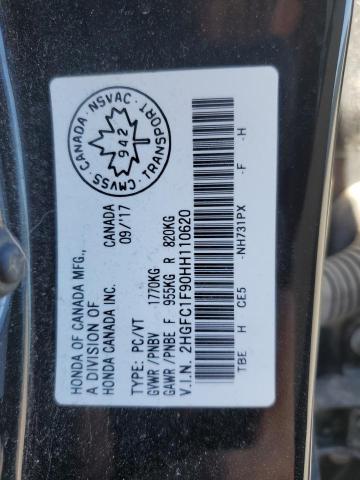 HONDA OF CANADA MFG.,
A DIVISION OF
HONDA CANADA INC. CANADA
09/'17
TYPE: PC/VT
GVWR / PNBV 1770KG
GAWR / PNBE F 955KG R 820KG
V.I.N. 2HGFC1F90HH110620
TBE H CE5 -NH731PX -F -H
CMVSS · CANADA · NSVAC · TRANSPORT
942